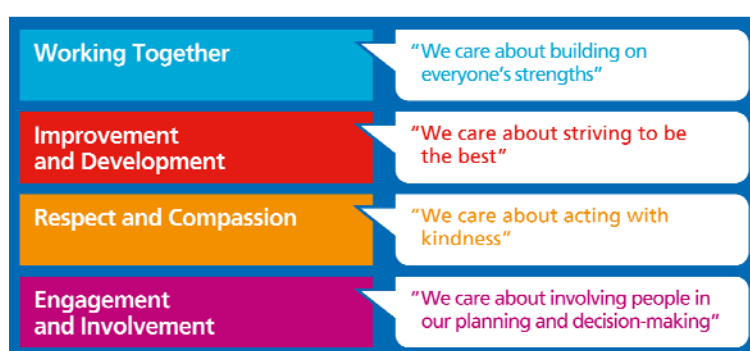 Working Together
"We care about building on
everyone's strengths"
Improvement
and Development
"We care about striving to be
the best"
Respect and Compassion
"We care about acting with
kindness"
Engagement
and Involvement
"We care about involving people in
our planning and decision-making"